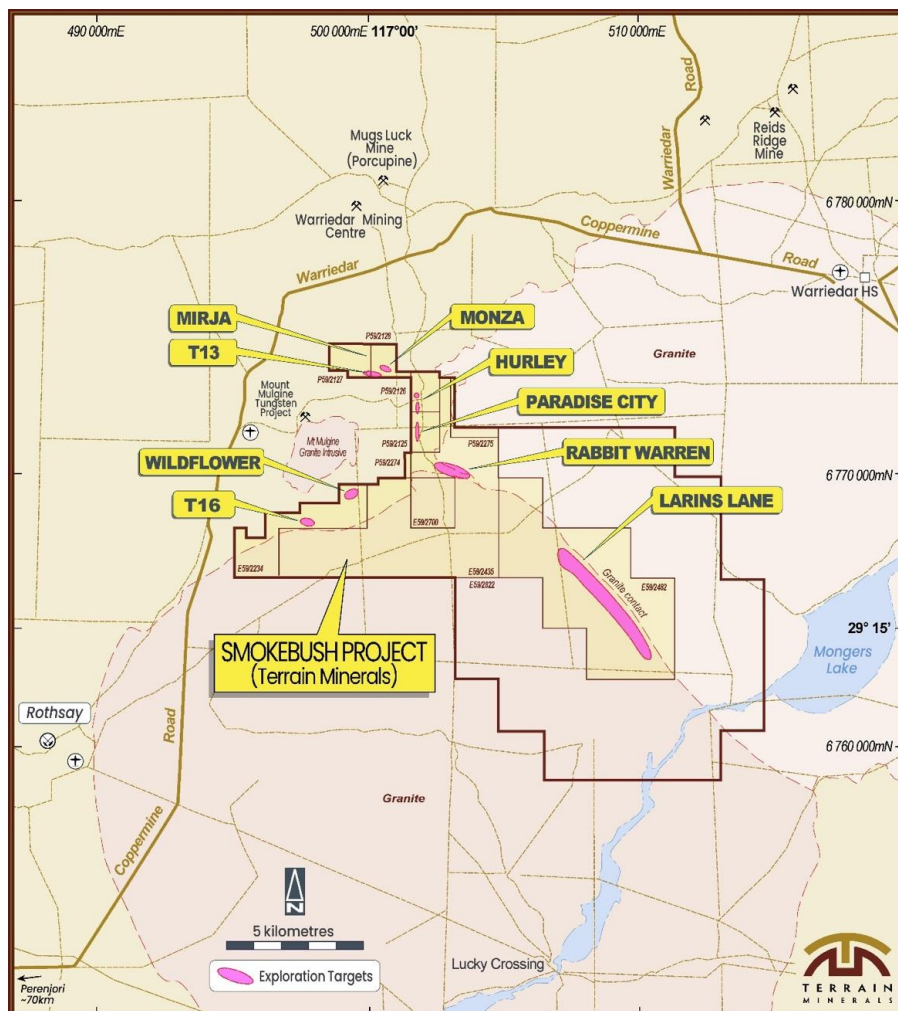 490 000mE
500 000mE 117°00'
510 000mE
Road
Warriedar
Mugs Luck
Mine
(Porcupine)
Reids
Ridge
Mine
Warriedar Mining
Centre
6 780 000mN
Coppermine
Road
Warriedar
Warriedar HS
MIRJA
MONZA
P59/2128
T13
HURLEY
Granite
P59/2127
P59/2126
Mount
Mulgine
Tungsten
Project
PARADISE CITY
Mt Mulgine
Granite Intrusive
P59/2125
P59/2275
P59/2274
RABBIT WARREN
WILDFLOWER
6 770 000mN
T16
LARINS LANE
E59/2700
E59/2234
E59/2435
E59/2822
E59/2482
Granite contact
SMOKEBUSH PROJECT
(Terrain Minerals)
29° 15'
Mongers
Lake
Rothsay
Road
6 760 000mN
Granite
Coppermine
N
5 kilometres
Exploration Targets
Lucky Crossing
Perenjori
~70km
TERRAIN
MINERALS